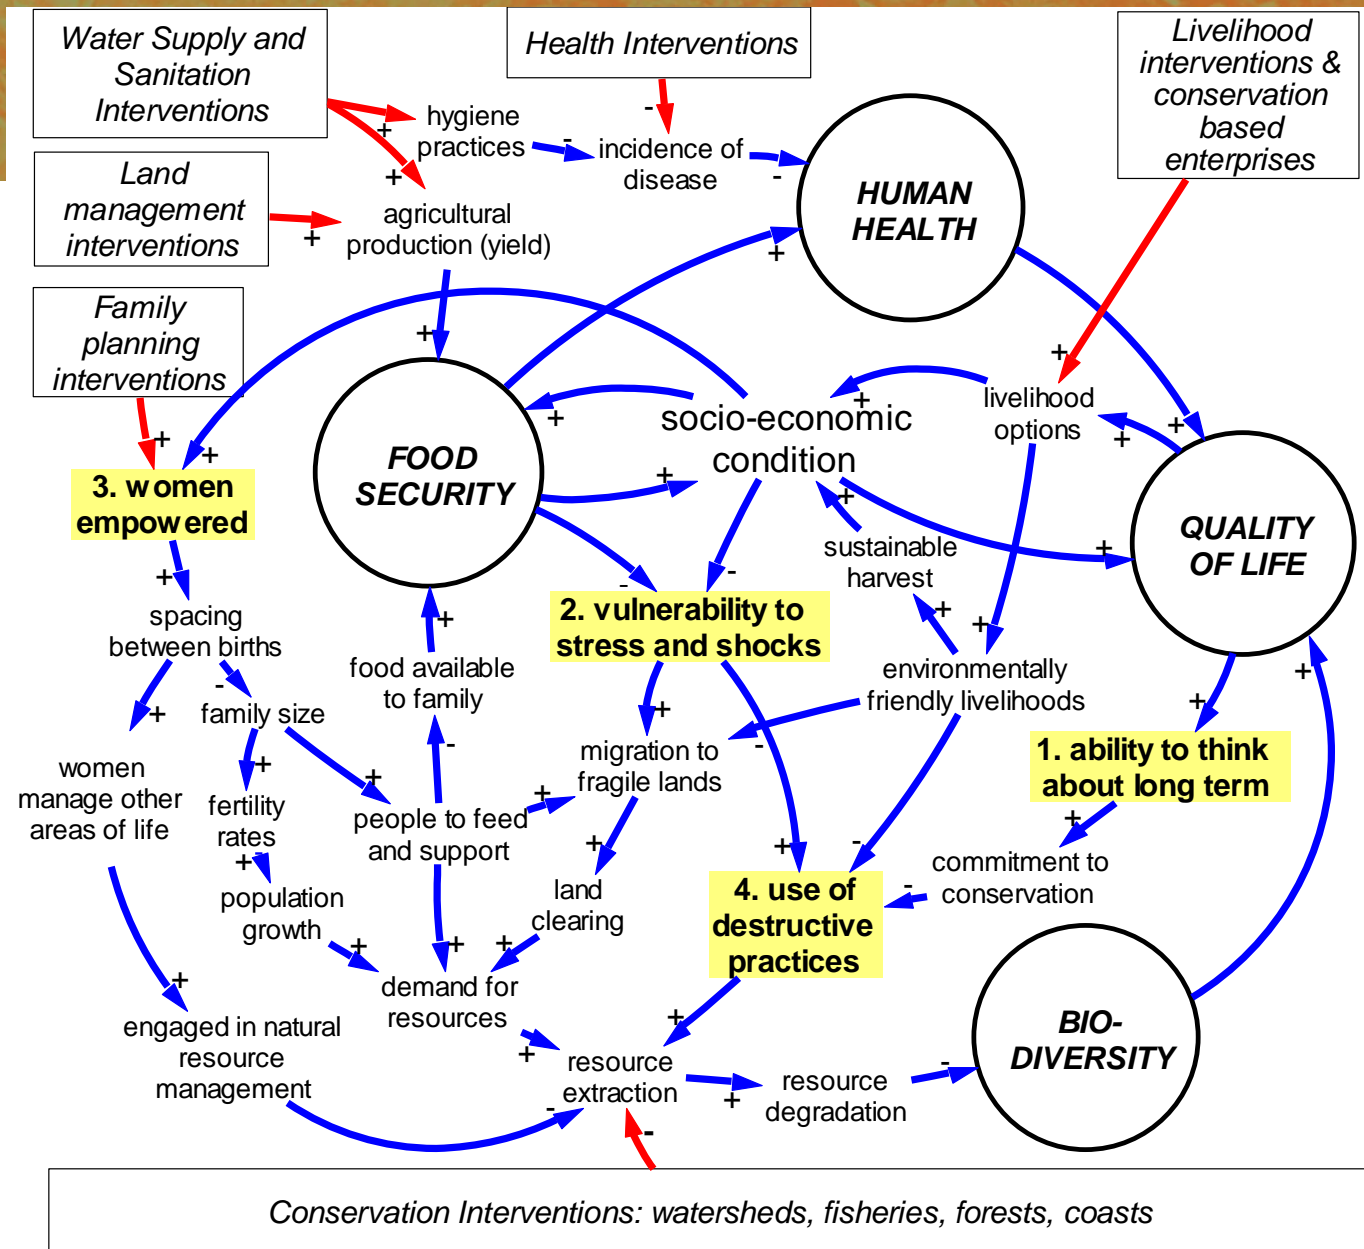 Water Supply and
Sanitation
Interventions
Health Interventions
Livelihood
interventions &
conservation
based
enterprises
hygiene
practices
incidence of
disease
Land
management
interventions
agricultural
production (yield)
HUMAN
HEALTH
Family
planning
interventions
livelihood
options
socio-economic
condition
FOOD
SECURITY
3. women
empowered
QUALITY
OF LIFE
sustainable
harvest
2. vulnerability to
stress and shocks
spacing
between births
food available
to family
environmentally
friendly livelihoods
family size
migration to
fragile lands
1. ability to think
about long term
women
manage other
areas of life
fertility
rates
people to feed
and support
commitment to
conservation
population
growth
land
clearing
4. use of
destructive
practices
demand for
resources
engaged in natural
resource
management
resource
extraction
resource
degradation
BIO-
DIVERSITY
Conservation Interventions: watersheds, fisheries, forests, coasts